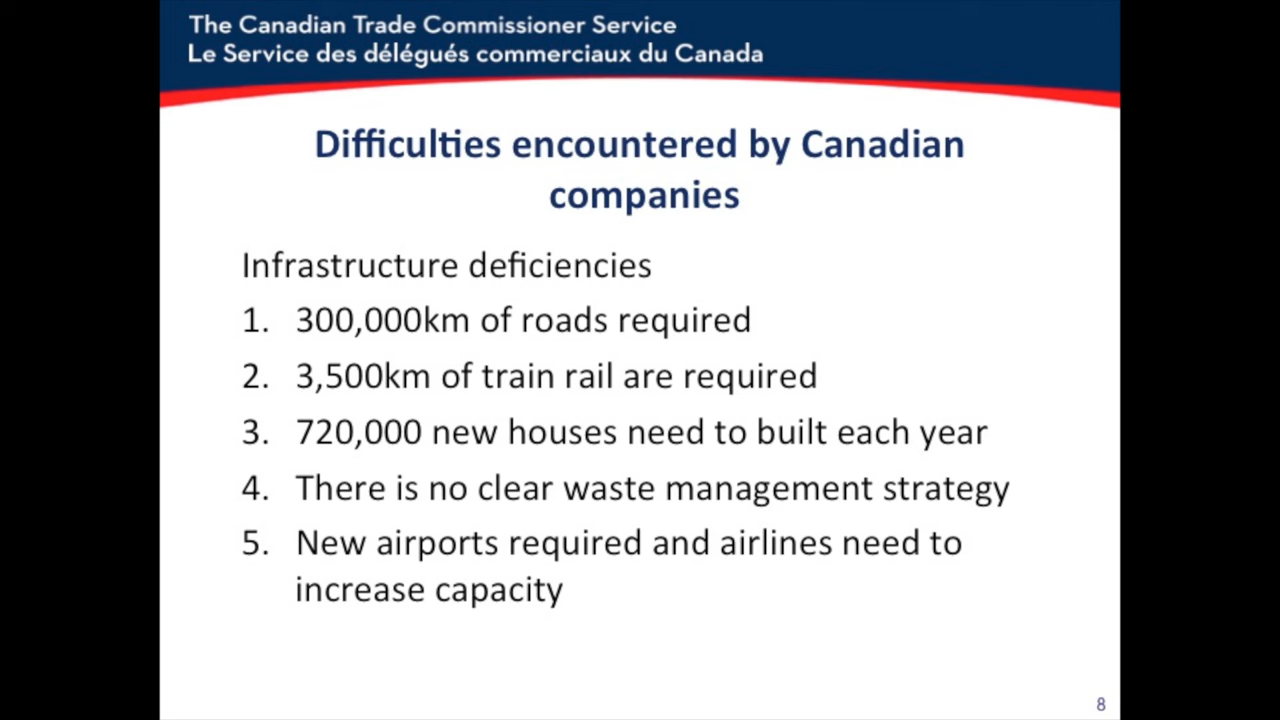 The Canadian Trade Commissioner Service
Le Service des délégués commerciaux du Canada
Difficulties encountered by Canadian
companies
Infrastructure deficiencies
1. 300,000km of roads required
2. 3,500km of train rail are required
3. 720,000 new houses need to built each year
4. There is no clear waste management strategy
5. New airports required and airlines need to
increase capacity
8